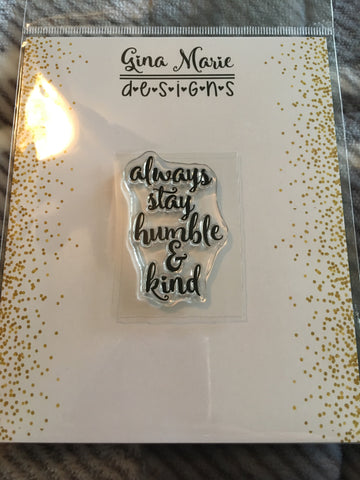 Gina Marie
designs
always
stay
humble
&
kind